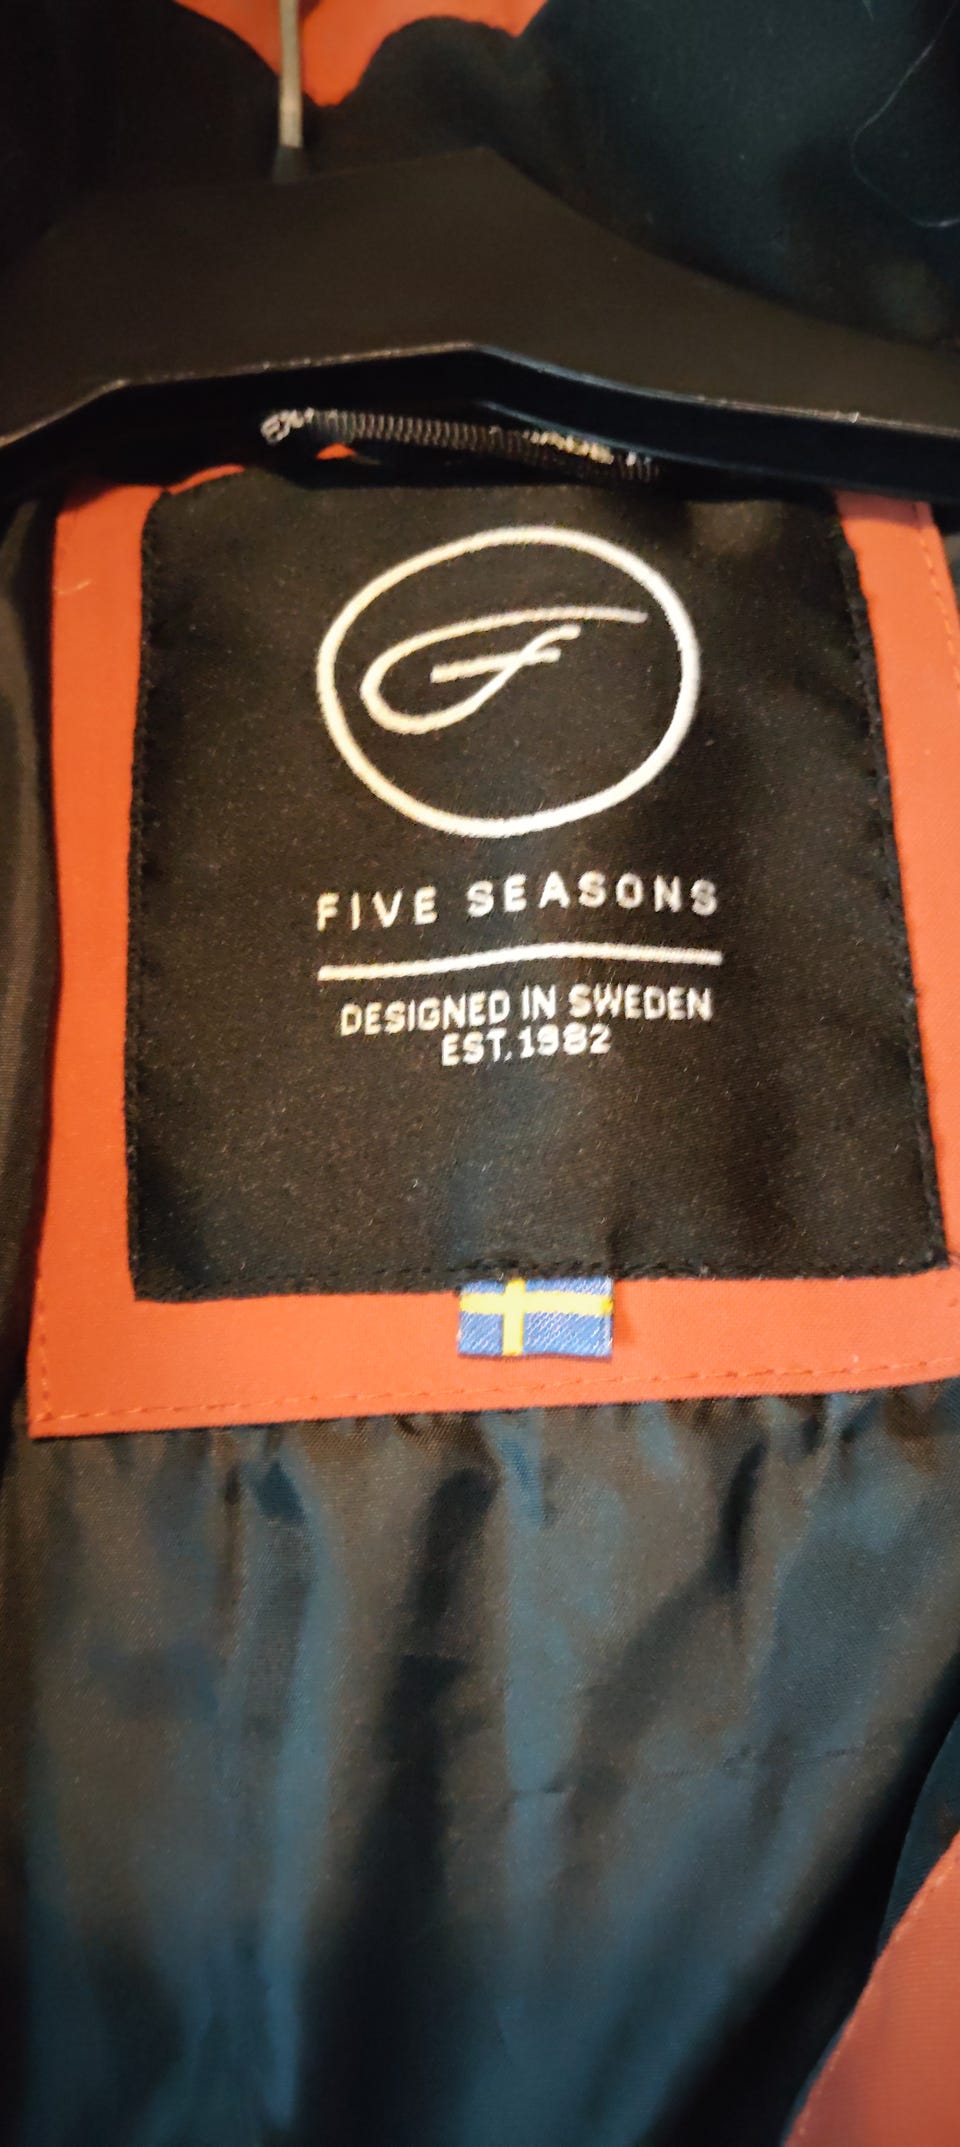 FIVE SEASONS
DESIGNED IN SWEDEN
EST. 1982